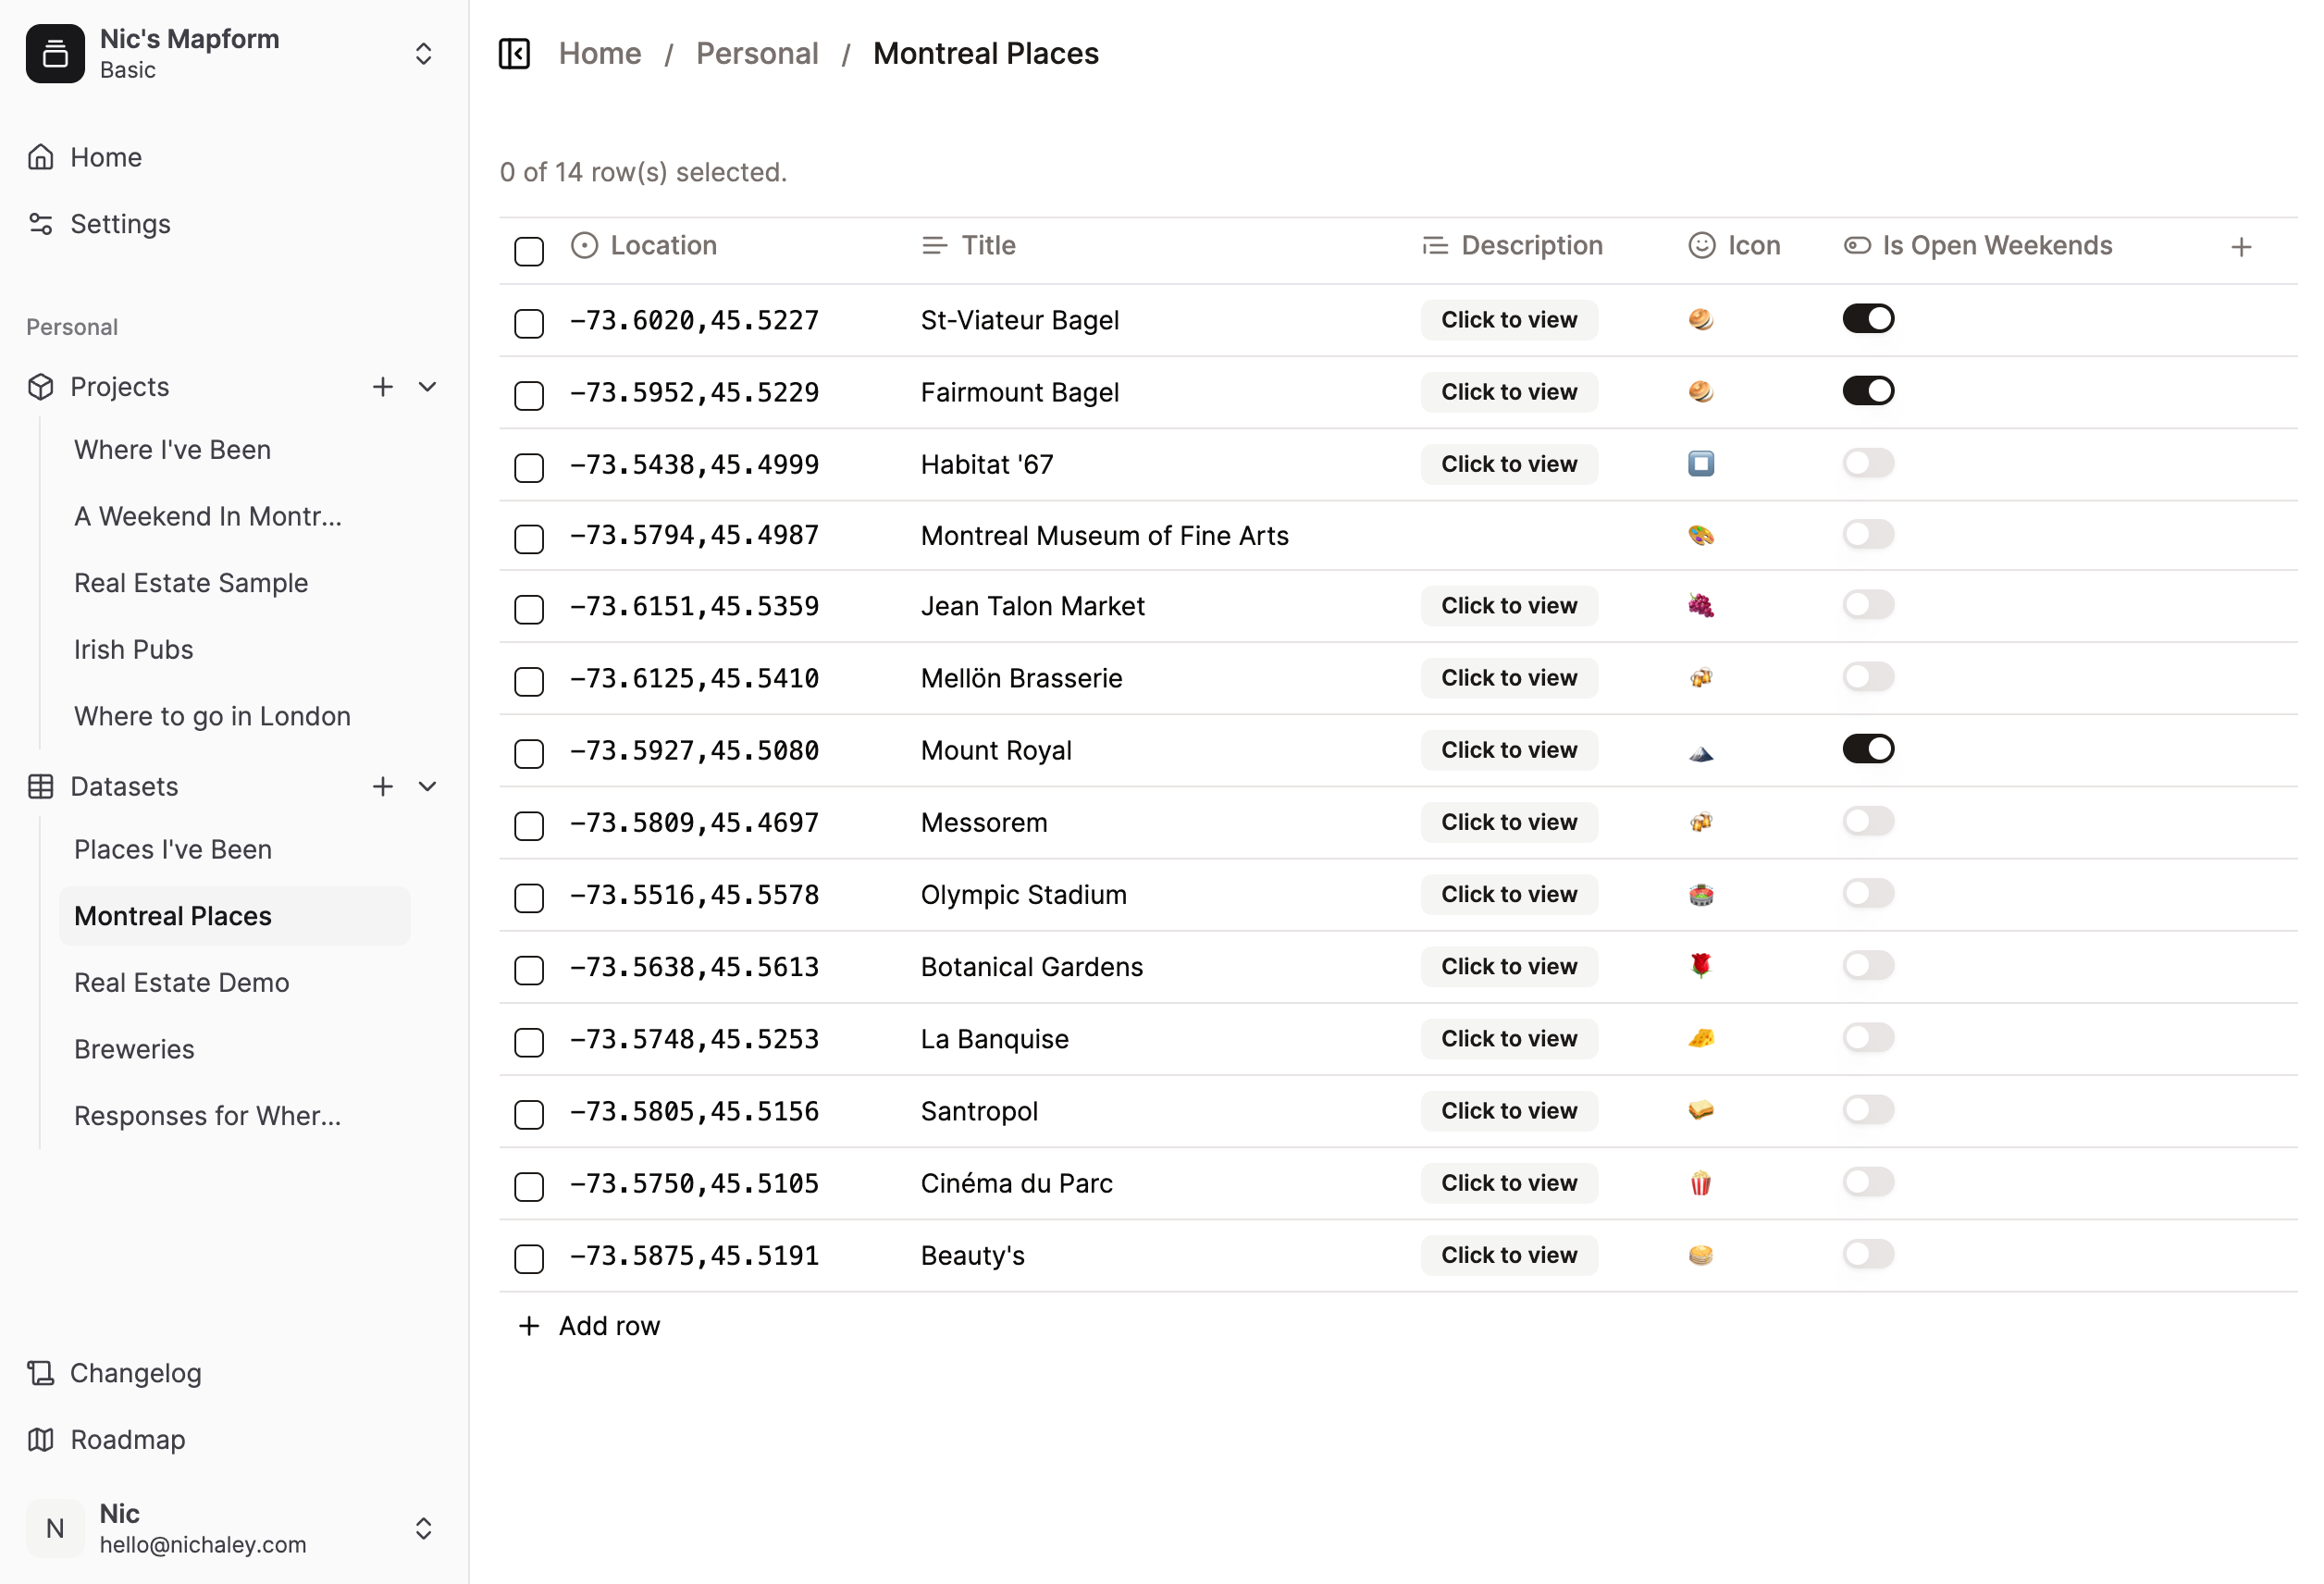 Nic's Mapform
Basic
Home
Settings
Personal
Projects
Where I've Been
A Weekend In Montr...
Real Estate Sample
Irish Pubs
Where to go in London
Datasets
Places I've Been
Montreal Places
Real Estate Demo
Breweries
Responses for Wher...
Changelog
Roadmap
N
Nic
hello@nichaley.com
Home / Personal / Montreal Places
0 of 14 row(s) selected.
Location Title Description Icon Is Open Weekends
−73.6020,45.5227 St-Viateur Bagel Click to view
−73.5952,45.5229 Fairmount Bagel Click to view
−73.5438,45.4999 Habitat '67 Click to view
−73.5794,45.4987 Montreal Museum of Fine Arts
−73.6151,45.5359 Jean Talon Market Click to view
−73.6125,45.5410 Mellön Brasserie Click to view
−73.5927,45.5080 Mount Royal Click to view
−73.5809,45.4697 Messorem Click to view
−73.5516,45.5578 Olympic Stadium Click to view
−73.5638,45.5613 Botanical Gardens Click to view
−73.5748,45.5253 La Banquise Click to view
−73.5805,45.5156 Santropol Click to view
−73.5750,45.5105 Cinéma du Parc Click to view
−73.5875,45.5191 Beauty's Click to view
Add row